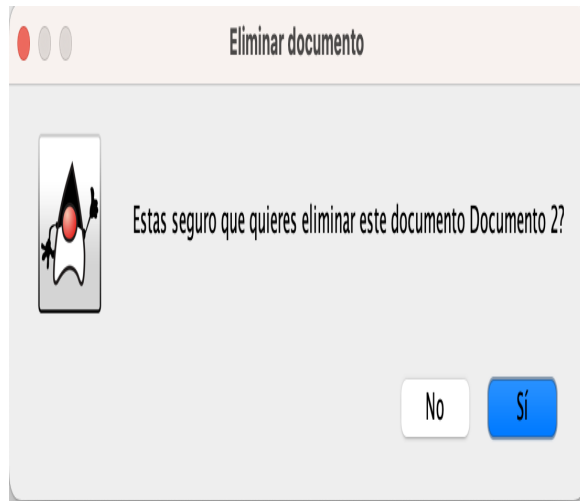 Eliminar documento
Estas seguro que quieres eliminar este documento Documento 2?
No
Sí